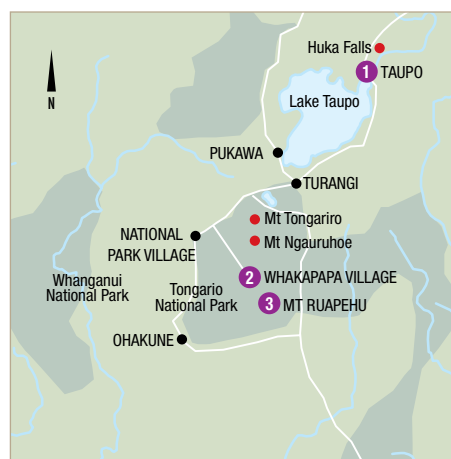 Huka Falls
1 TAUPO
Lake Taupo
N
PUKAWA
TURANGI
Mt Tongariro
NATIONAL
PARK VILLAGE
Mt Ngauruhoe
Whanganui
National Park
Tongario
National Park
2 WHAKAPAPA VILLAGE
3 MT RUAPEHU
OHAKUNE